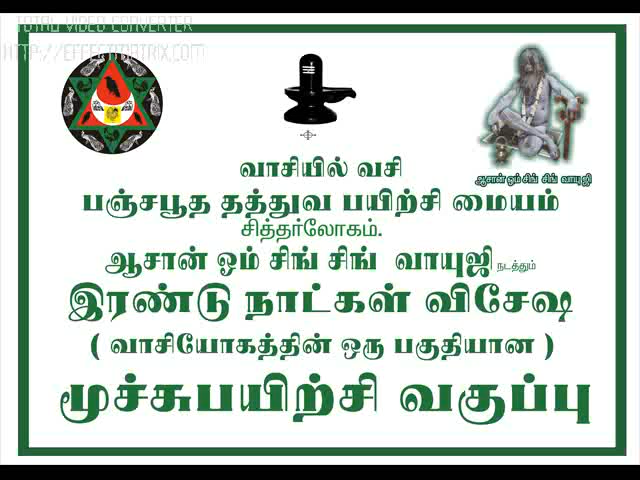 TOTAL VIDEO CONVERTER
HTTP://EFFECTMATRIX.COM
ஆசான் ஓம் சிங் சிங் வாயுஜி
வாசியில் வசி
பஞ்சபூத தத்துவ பயிற்சி மையம்
சித்தர்லோகம்.
ஆசான் ஓம் சிங் சிங் வாயுஜி நடத்தும்
இரண்டு நாட்கள் விசேஷ
( வாசியோகத்தின் ஒரு பகுதியான )
மூச்சுபயிற்சி வகுப்பு